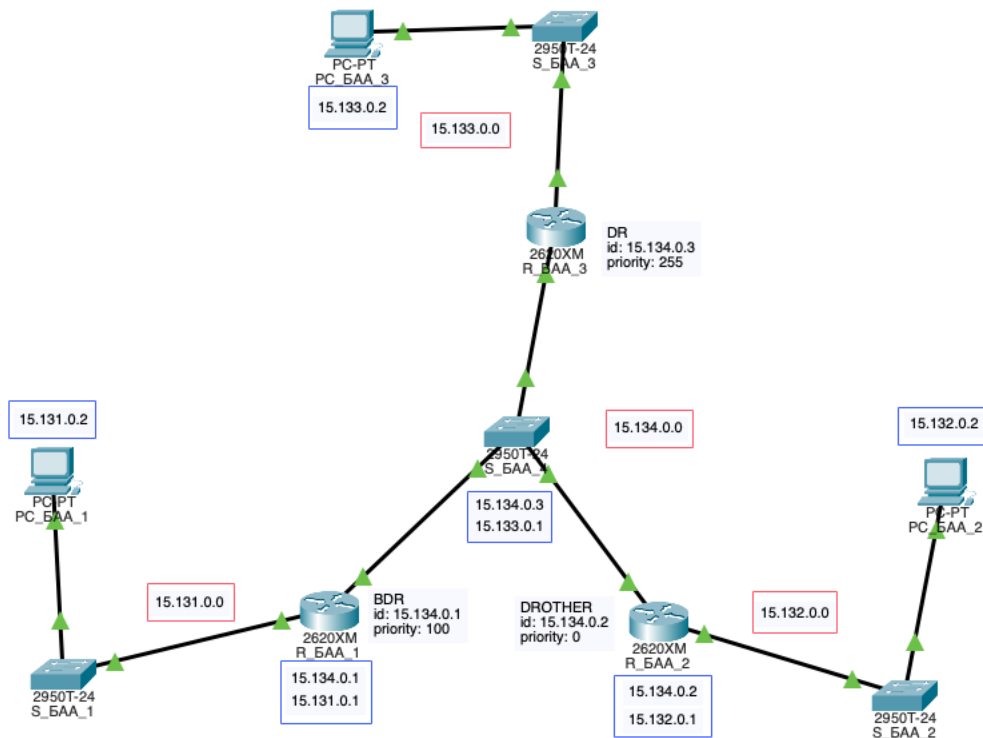 2950T-24
S_БАА_3
PC-PT
PC_БАА_3
15.133.0.2
15.133.0.0
DR
id: 15.134.0.3
priority: 255
2620XM
R_БАА_3
15.131.0.2
15.134.0.0
15.132.0.2
2950T-24
S_БАА_4
PC-PT
PC_БАА_1
PC-PT
PC_БАА_2
15.134.0.3
15.133.0.1
15.131.0.0
BDR
id: 15.134.0.1
priority: 100
DROTHER
id: 15.134.0.2
priority: 0
15.132.0.0
2620XM
R_БАА_1
2620XM
R_БАА_2
15.134.0.1
15.131.0.1
15.134.0.2
15.132.0.1
2950T-24
S_БАА_1
2950T-24
S_БАА_2